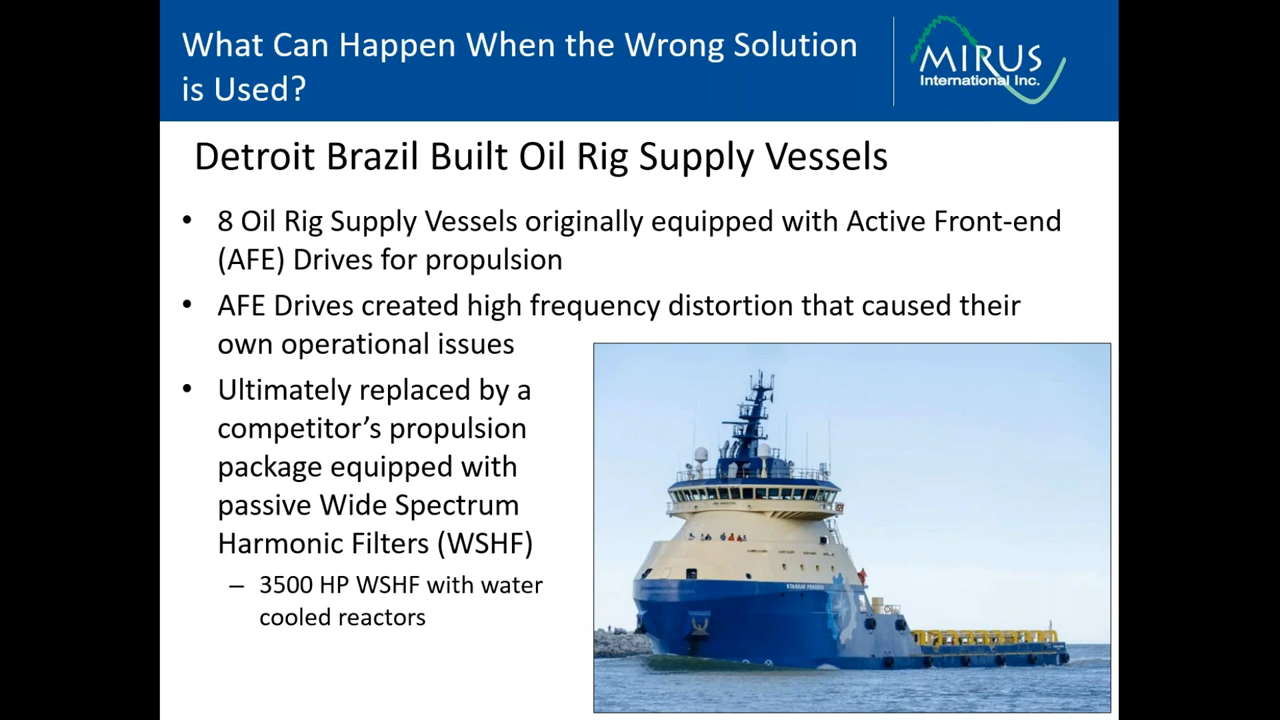 What Can Happen When the Wrong Solution
is Used?
MIRUS
International Inc.
Detroit Brazil Built Oil Rig Supply Vessels
• 8 Oil Rig Supply Vessels originally equipped with Active Front-end
(AFE) Drives for propulsion
• AFE Drives created high frequency distortion that caused their
own operational issues
• Ultimately replaced by a
competitor’s propulsion
package equipped with
passive Wide Spectrum
Harmonic Filters (WSHF)
– 3500 HP WSHF with water
cooled reactors